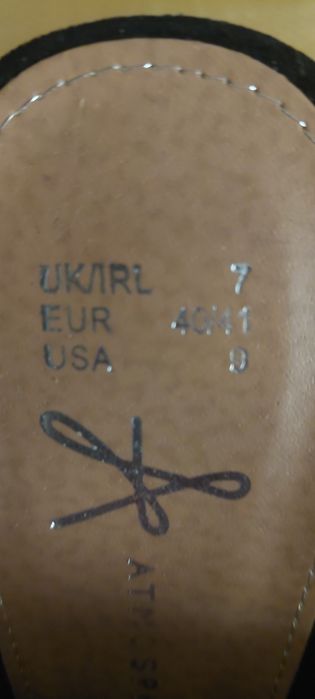 UK/IRL 7
EUR 40/41
USA 9